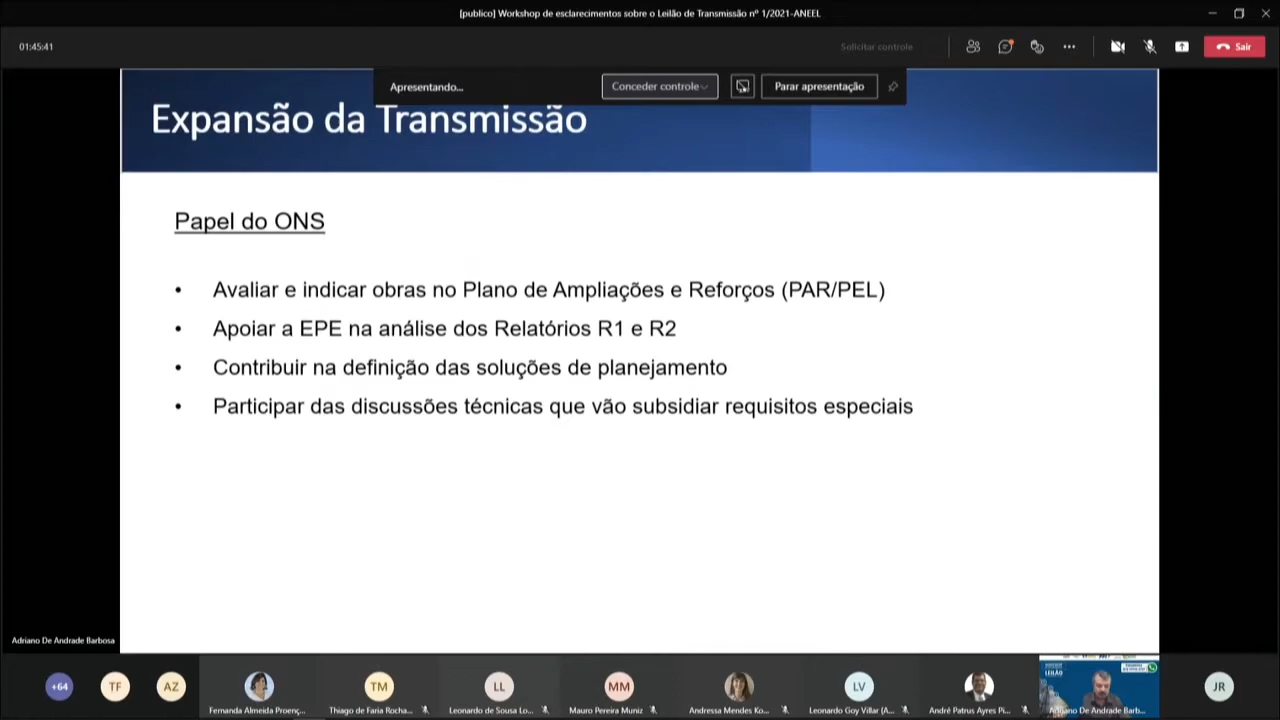 [publico] Workshop de esclarecimentos sobre o Leilão de Transmissão nº 1/2021-ANEEL
01:45:41
Solicitar controle
Sair
Apresentando...
Conceder controle
Parar apresentação
Expansão da Transmissão
Papel do ONS
• Avaliar e indicar obras no Plano de Ampliações e Reforços (PAR/PEL)
• Apoiar a EPE na análise dos Relatórios R1 e R2
• Contribuir na definição das soluções de planejamento
• Participar das discussões técnicas que vão subsidiar requisitos especiais
Adriano De Andrade Barbosa
+64
TF
AZ
TM
LL
MM
LV
LEILÃO
JR
Fernanda Almeida Proenç...
Thiago de Faria Rocha...
Leonardo de Sousa Lo...
Mauro Pereira Muniz
Andressa Mendes Ko...
Leonardo Goy Villar (A...
André Patrus Ayres Pi...
Adriano De Andrade Barb...